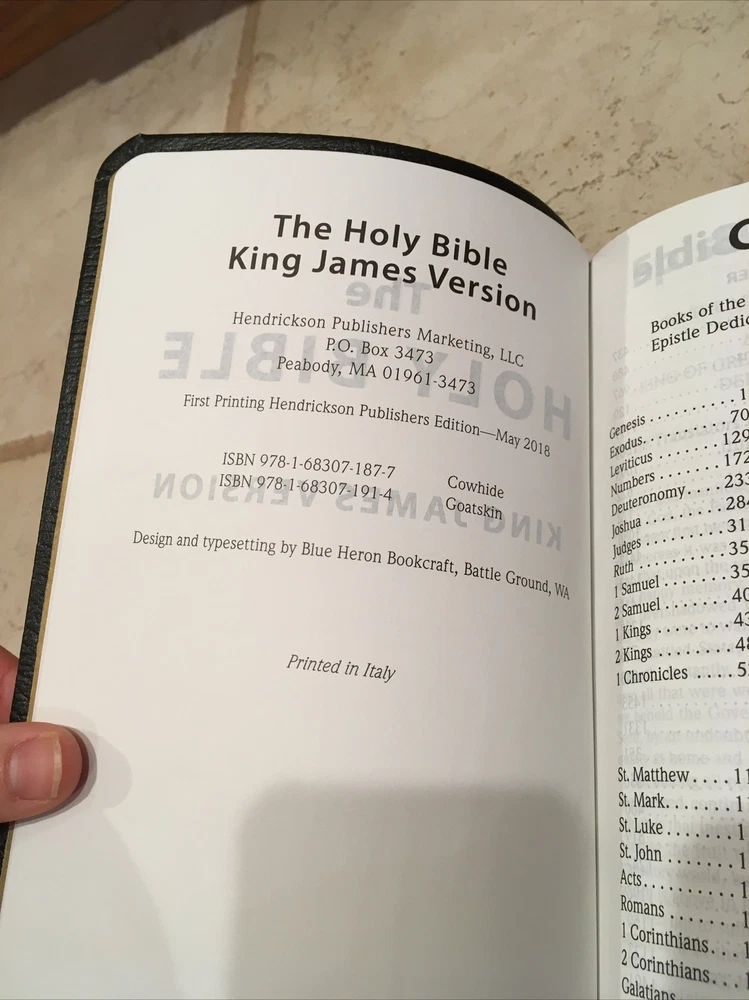 The Holy Bible
King James Version
Hendrickson Publishers Marketing, LLC
P.O. Box 3473
Peabody, MA 01961-3473
First Printing Hendrickson Publishers Edition—May 2018
ISBN 978-1-68307-187-7 Cowhide
ISBN 978-1-68307-191-4 Goatskin
Design and typesetting by Blue Heron Bookcraft, Battle Ground, WA
Printed in Italy
Books of the
Epistle Dedic
Genesis
Exodus
Leviticus . . . . . . . . 129
Numbers . . . . . . . . 172
Deuteronomy . . . . 233
Joshua
Judges
Ruth
1 Samuel
2 Samuel
1 Kings
2 Kings
1 Chronicles
St. Matthew
St. Mark
St. Luke
St. John
Acts
Romans
1 Corinthians
2 Corinthians
Galatians